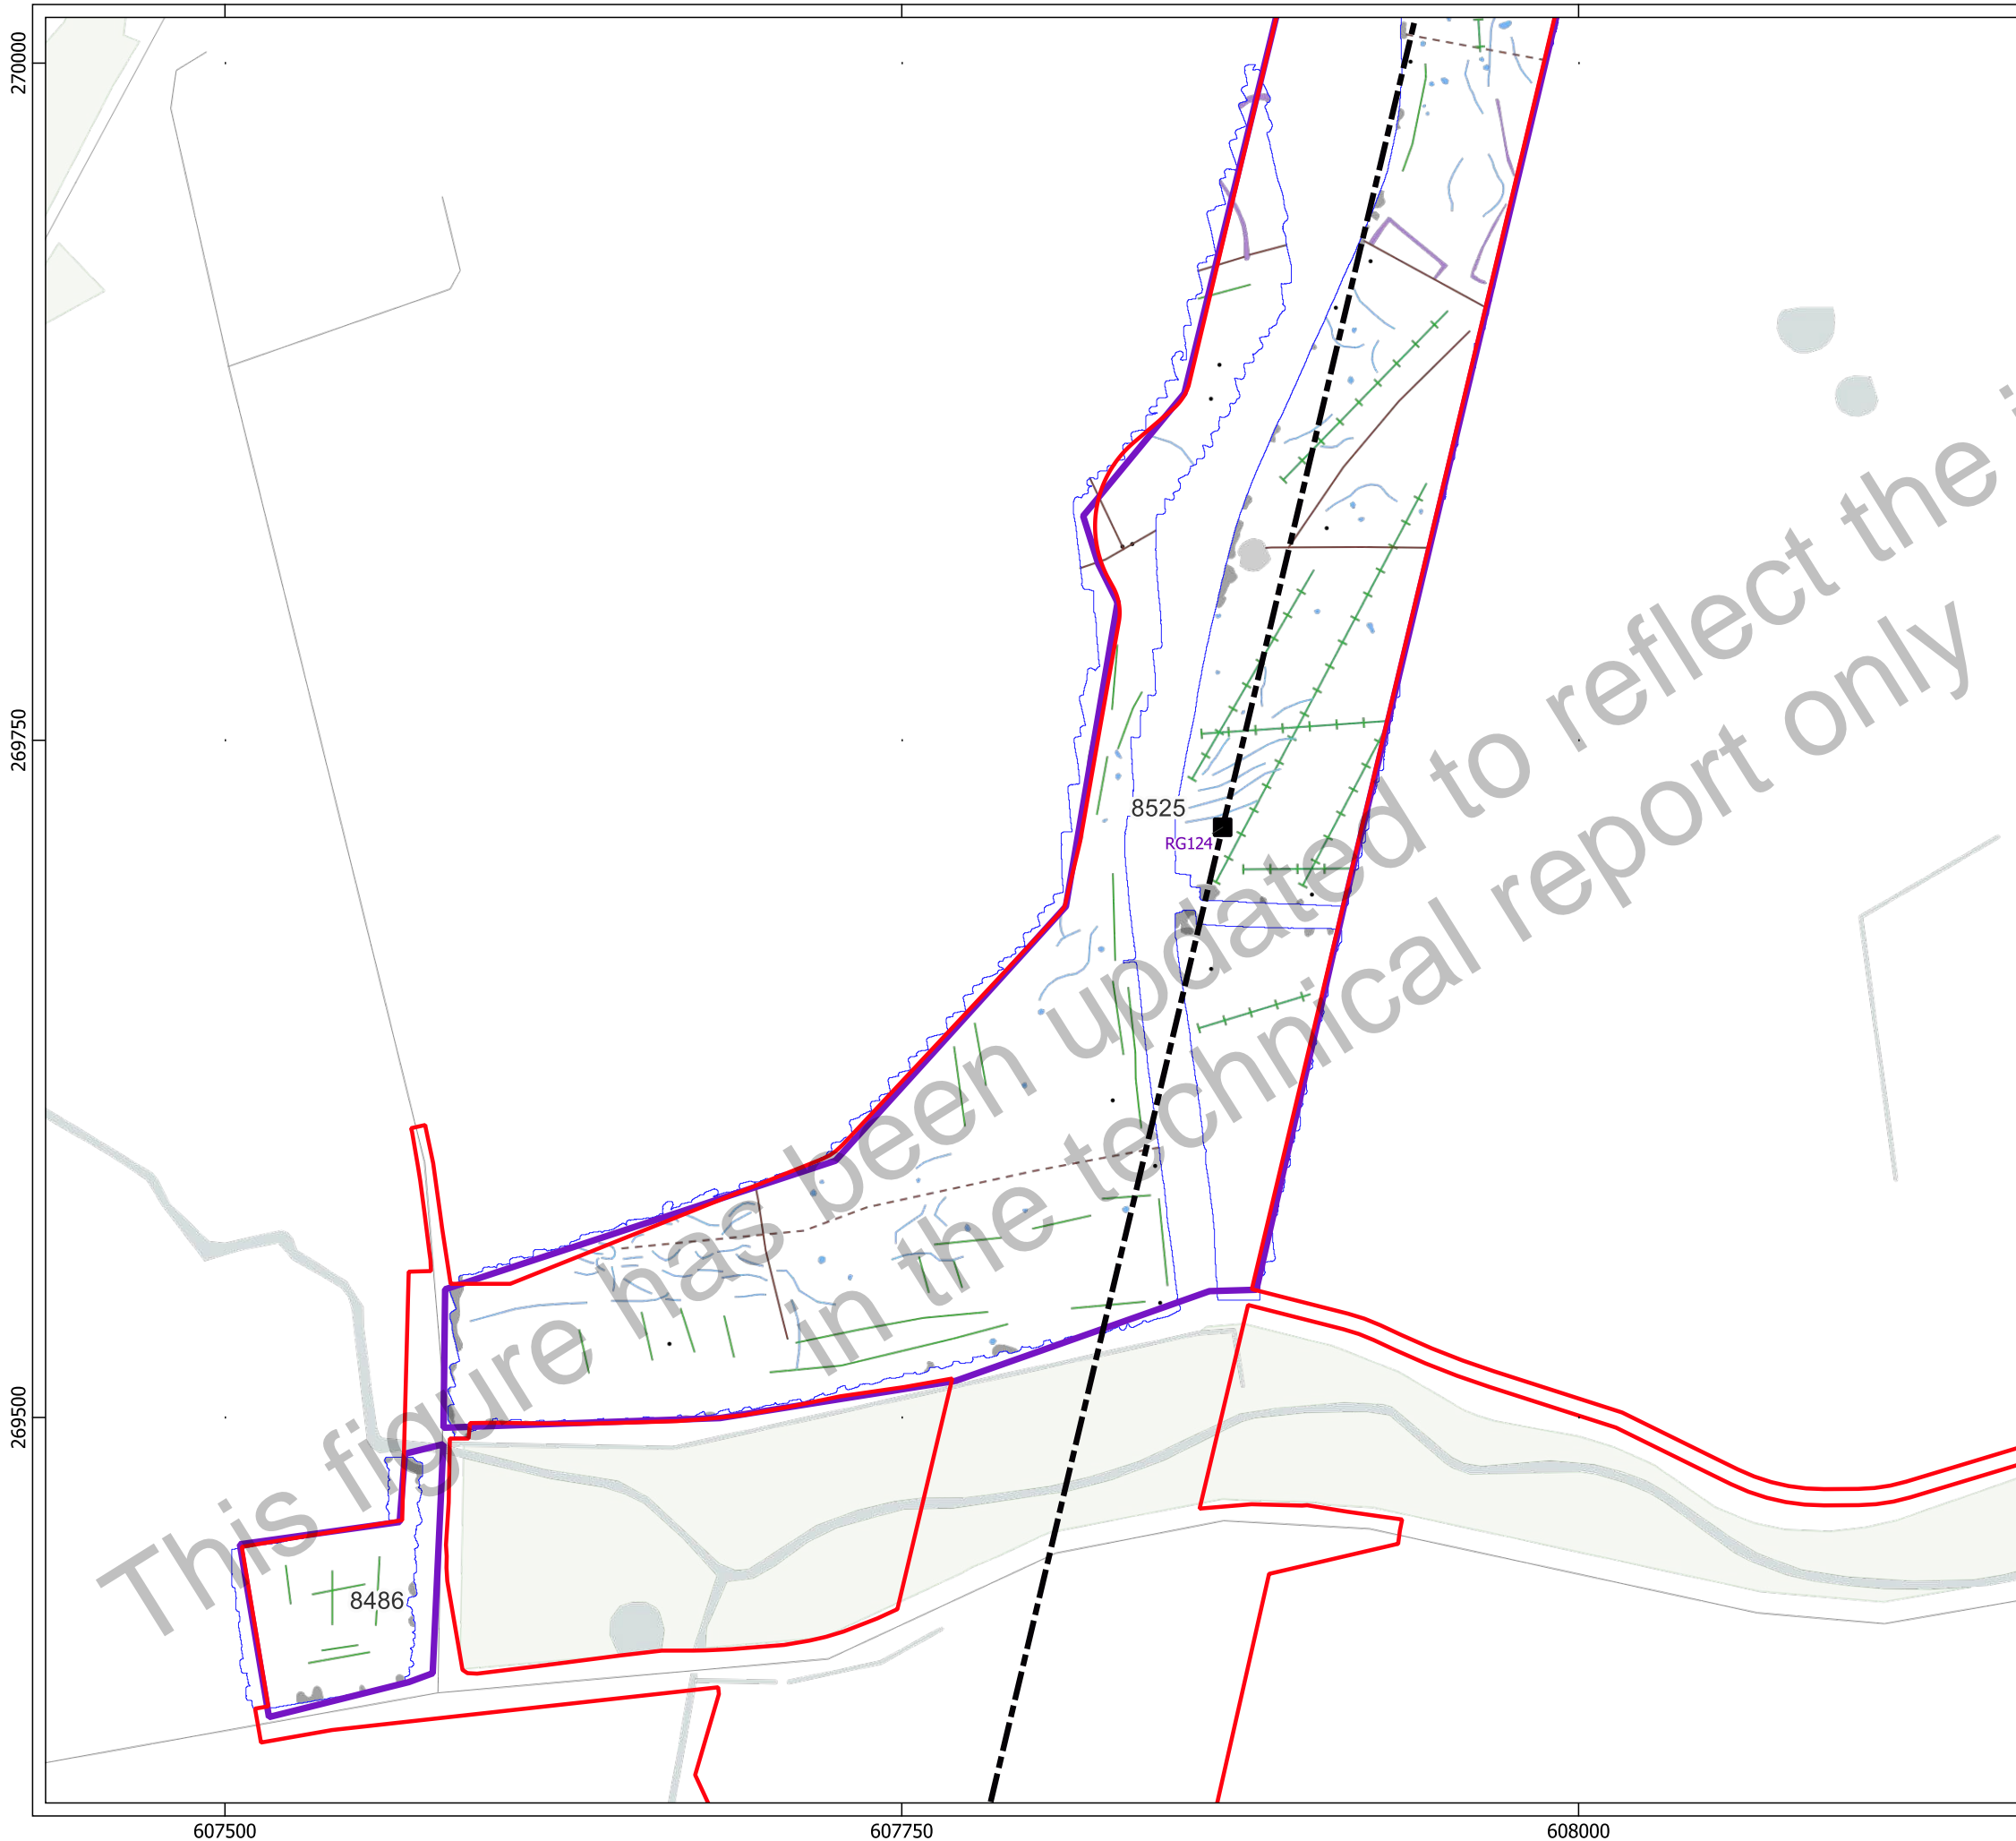 270000
269750
269500
607500
607750
608000
8525
RG124
8486
This figure has been updated to reflect the
in the technical report only